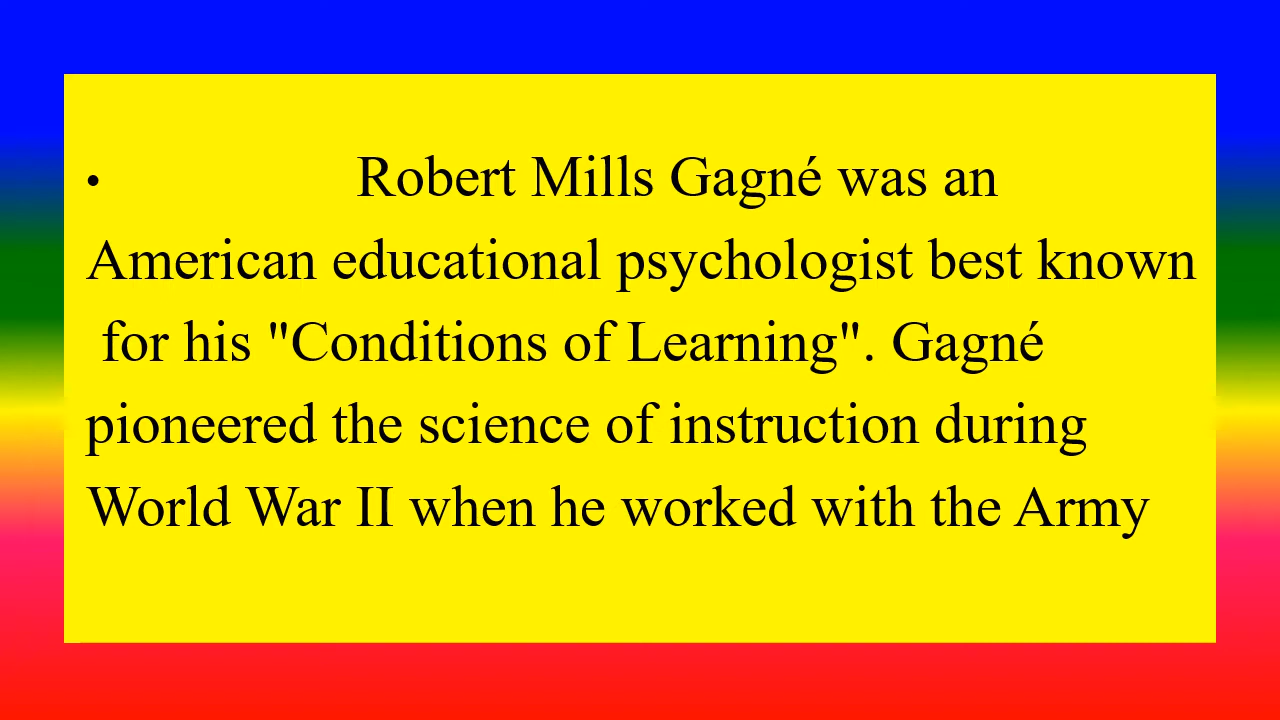 • Robert Mills Gagné was an
American educational psychologist best known
for his "Conditions of Learning". Gagné
pioneered the science of instruction during
World War II when he worked with the Army